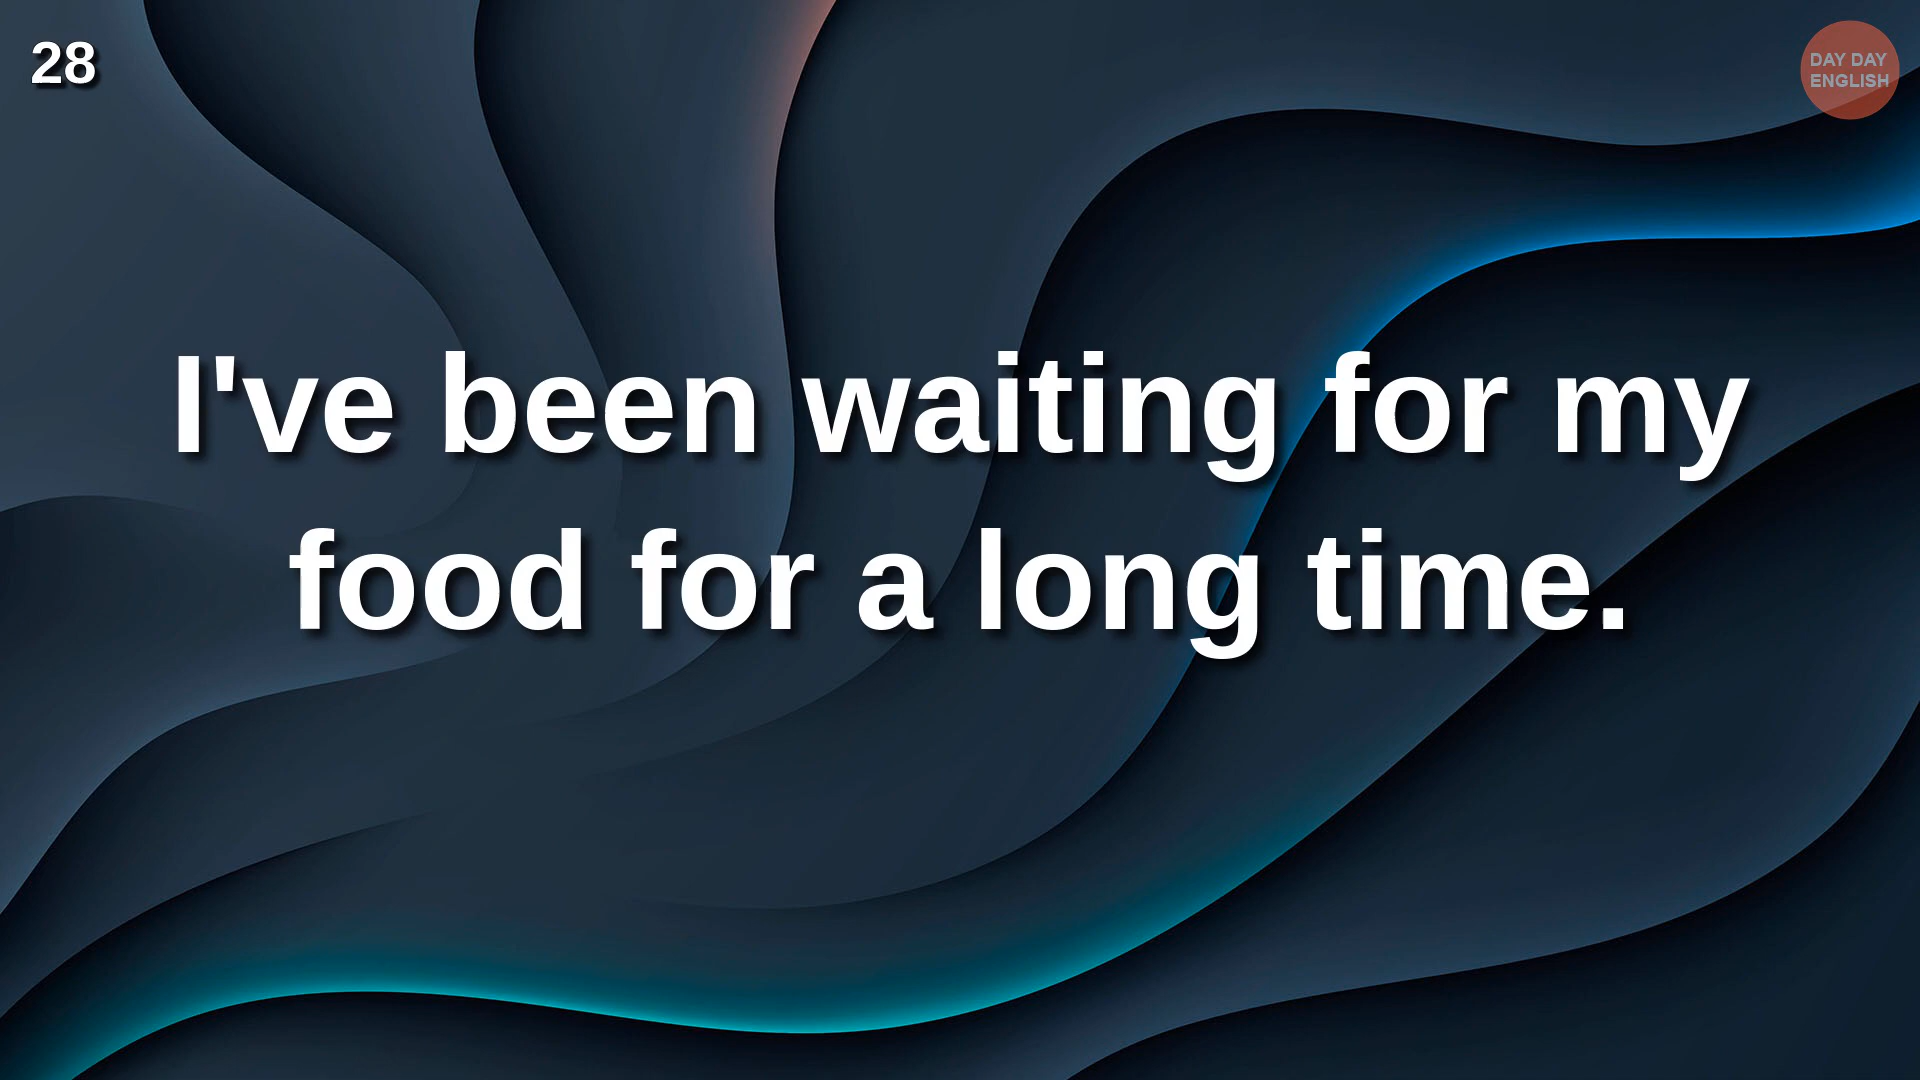 28
DAY DAY
ENGLISH
I've been waiting for my
food for a long time.